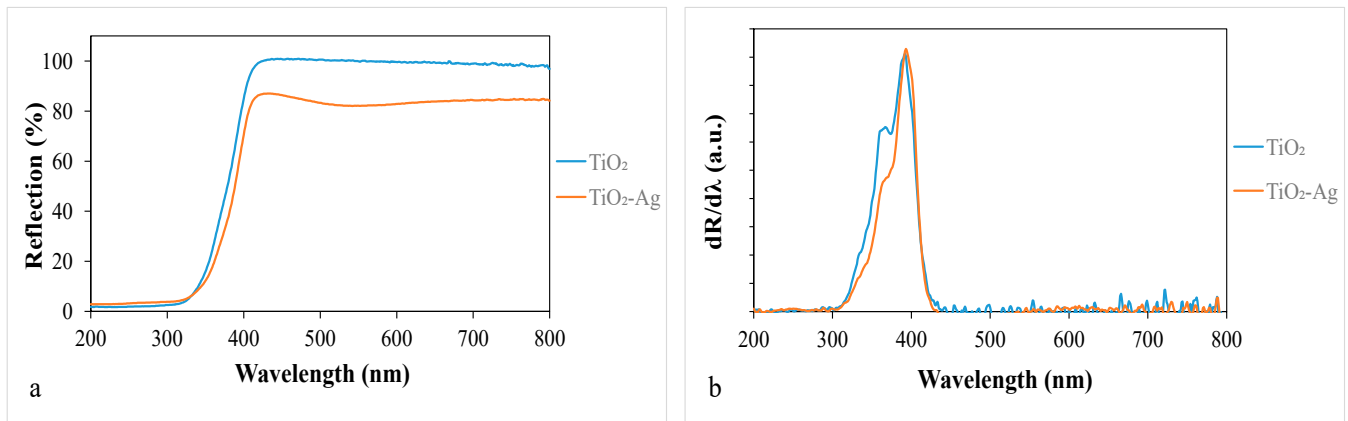 Reflection (%)
100
80
60
40
20
0
200 300 400 500 600 700 800
Wavelength (nm)
TiO₂
TiO₂-Ag
a
dR/dλ (a.u.)
200 300 400 500 600 700 800
Wavelength (nm)
TiO₂
TiO₂-Ag
b